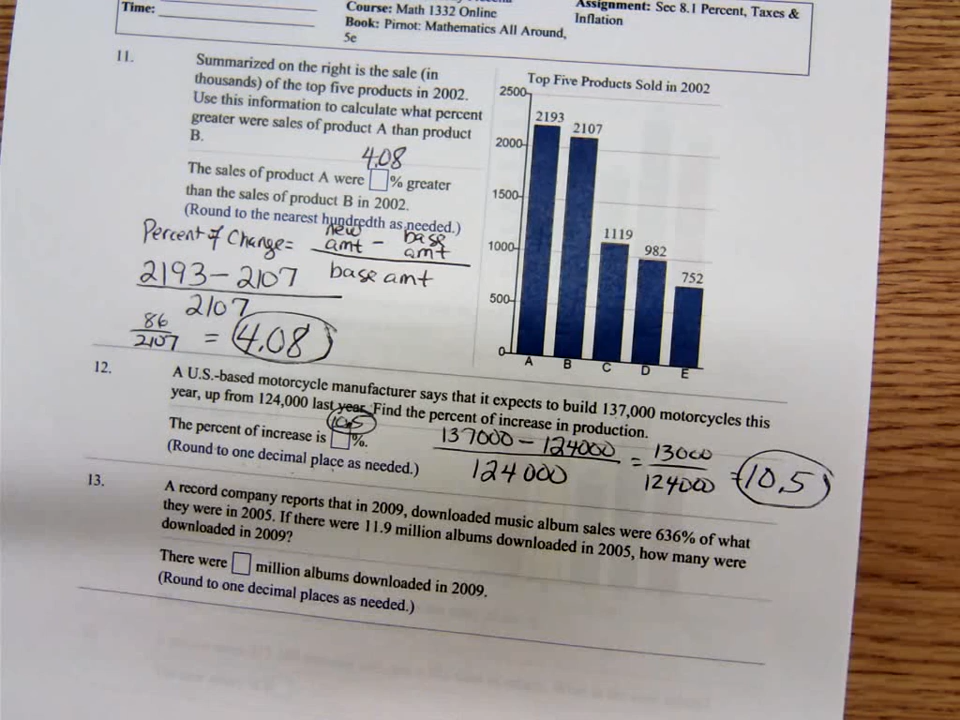 Time:
Course: Math 1332 Online
Book: Pirnot: Mathematics All Around,
5e
Assignment: Sec 8.1 Percent, Taxes &
Inflation
11.
Summarized on the right is the sale (in
thousands) of the top five products in 2002.
Use this information to calculate what percent
greater were sales of product A than product
B.
4.08
The sales of product A were % greater
than the sales of product B in 2002.
(Round to the nearest hundredth as needed.)
Top Five Products Sold in 2002
2500
2000
1500
1000
500
0
2193
2107
1119
982
752
A B C D E
Percent of Change = new amt - base amt
base amt
2193 - 2107
2107
86
2107
= 4.08
12.
A U.S.-based motorcycle manufacturer says that it expects to build 137,000 motorcycles this
year, up from 124,000 last year. Find the percent of increase in production.
10.5
The percent of increase is %.
(Round to one decimal place as needed.)
137000 - 124000
124000
= 13000
124000
= 10.5
13.
A record company reports that in 2009, downloaded music album sales were 636% of what
they were in 2005. If there were 11.9 million albums downloaded in 2005, how many were
downloaded in 2009?
There were million albums downloaded in 2009.
(Round to one decimal places as needed.)